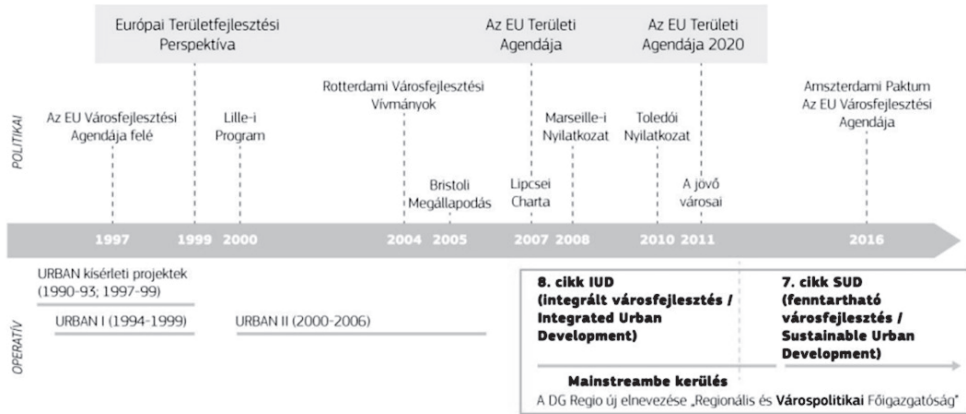 Európai Területfejlesztési
Perspektíva
Az EU Területi
Agendája
Az EU Területi
Agendája 2020
POLITIKAI
Az EU Városfejlesztési
Agendája felé
Lille-i
Program
Rotterdami Városfejlesztési
Vívmányok
Bristoli
Megállapodás
Lipcsei
Charta
Marseille-i
Nyilatkozat
Toledói
Nyilatkozat
A jövő
városai
Amszterdami Paktum
Az EU Városfejlesztési
Agendája
1997 1999 2000 2004 2005 2007 2008 2010 2011 2016
OPERATÍV
URBAN kísérleti projektek
(1990-93; 1997-99)
URBAN I (1994-1999)
URBAN II (2000-2006)
8. cikk IUD
(integrált városfejlesztés /
Integrated Urban
Development)
7. cikk SUD
(fenntartható
városfejlesztés /
Sustainable Urban
Development)
Mainstreambe kerülés
A DG Regio új elnevezése „Regionális és Várospolitikai Főigazgatóság"